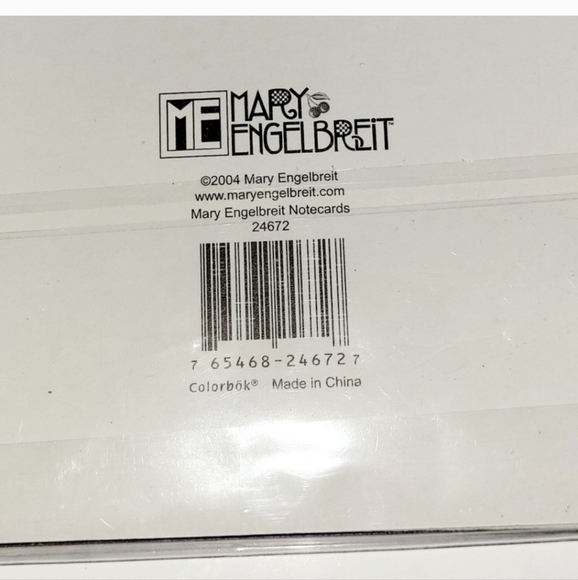 ME MARY
ENGELBREIT™
©2004 Mary Engelbreit
www.maryengelbreit.com
Mary Engelbreit Notecards
24672
7 65468-24672 7
Colorbök® Made in China